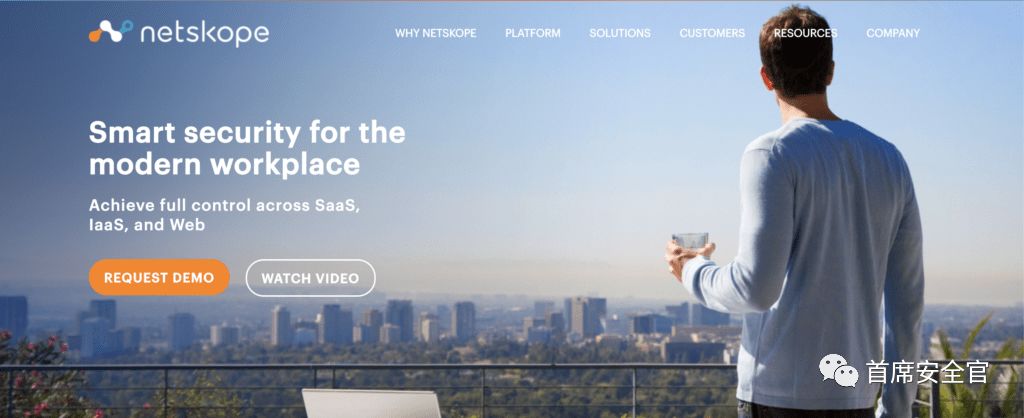 netskope
WHY NETSKOPE
PLATFORM
SOLUTIONS
CUSTOMERS
RESOURCES
COMPANY
Smart security for the
modern workplace
Achieve full control across SaaS,
IaaS, and Web
REQUEST DEMO
WATCH VIDEO
首席安全官